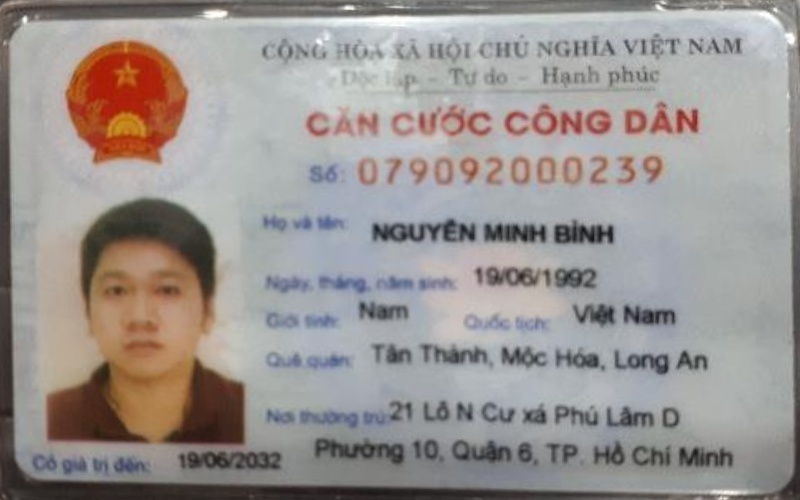 CỘNG HÒA XÃ HỘI CHỦ NGHĨA VIỆT NAM
Độc lập - Tự do - Hạnh phúc
CĂN CƯỚC CÔNG DÂN
Số: 079092000239
Họ và tên: NGUYỄN MINH BÌNH
Ngày, tháng, năm sinh: 19/06/1992
Giới tính: Nam Quốc tịch: Việt Nam
Quê quán: Tân Thành, Mộc Hóa, Long An
Nơi thường trú: 21 Lô N Cư xá Phú Lâm D
Phường 10, Quận 6, TP. Hồ Chí Minh
Có giá trị đến: 19/06/2032